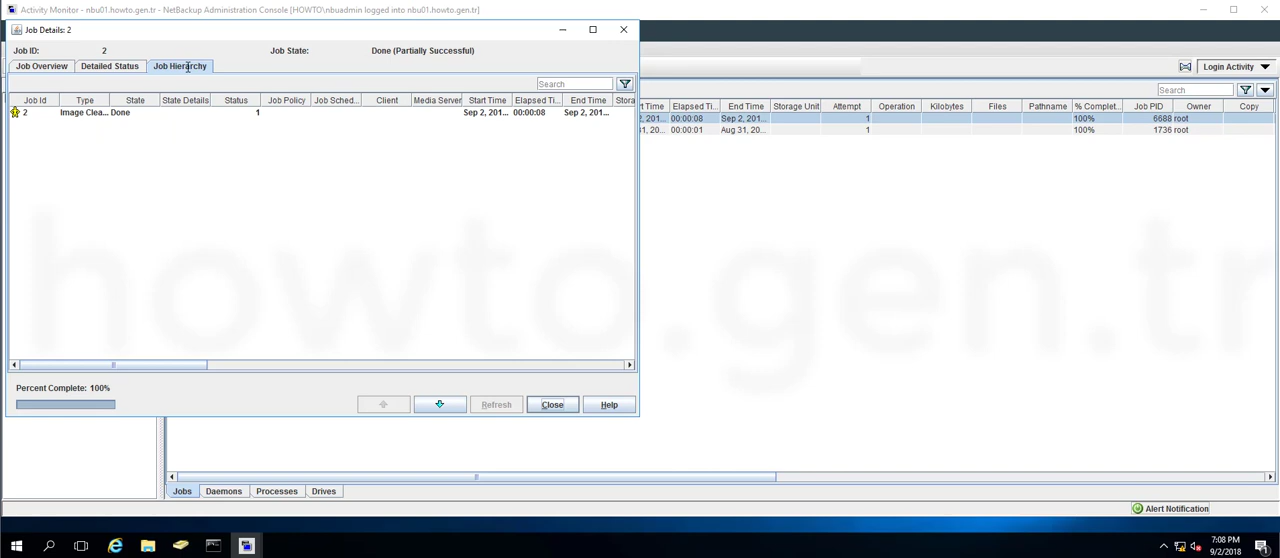 Activity Monitor - nbu01.howto.gen.tr - NetBackup Administration Console [HOWTO\nbuadmin logged into nbu01.howto.gen.tr]
Job Details: 2
Job ID: 2 Job State: Done (Partially Successful)
Job Overview Detailed Status Job Hierarchy
Login Activity
Search
Search
Job Id Type State State Details Status Job Policy Job Sched... Client Media Server Start Time Elapsed Ti... End Time Stora
2 Image Clea... Done 1 Sep 2, 201... 00:00:08 Sep 2, 201...
t Time Elapsed Ti... End Time Storage Unit Attempt Operation Kilobytes Files Pathname % Complet... Job PID Owner Copy
2, 201... 00:00:08 Sep 2, 201... 1 100% 6688 root
31, 20... 00:00:01 Aug 31, 20... 1 100% 1736 root
howto.gen.tr
Percent Complete: 100%
Refresh Close Help
Jobs Daemons Processes Drives
Alert Notification
7:08 PM
9/2/2018